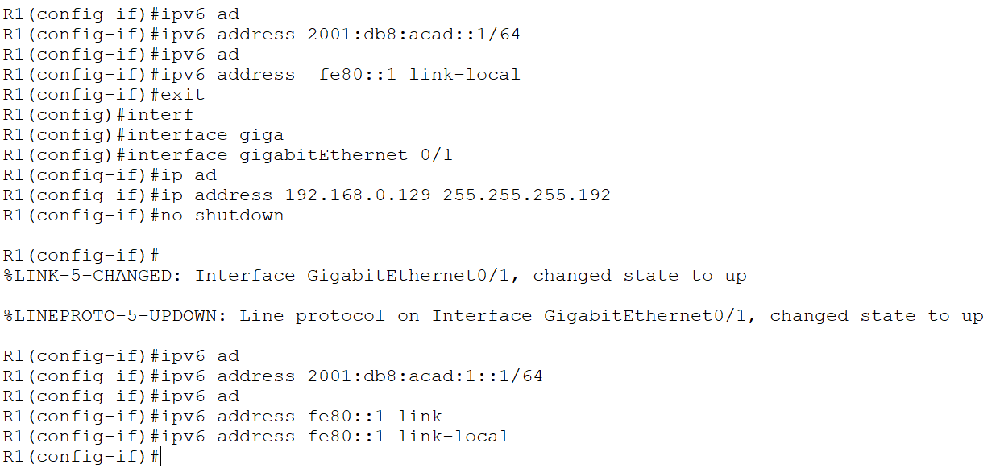 R1(config-if)#ipv6 ad
R1(config-if)#ipv6 address 2001:db8:acad::1/64
R1(config-if)#ipv6 ad
R1(config-if)#ipv6 address  fe80::1 link-local
R1(config-if)#exit
R1(config)#interf
R1(config)#interface giga
R1(config)#interface gigabitEthernet 0/1
R1(config-if)#ip ad
R1(config-if)#ip address 192.168.0.129 255.255.255.192
R1(config-if)#no shutdown
R1(config-if)#
%LINK-5-CHANGED: Interface GigabitEthernet0/1, changed state to up
%LINEPROTO-5-UPDOWN: Line protocol on Interface GigabitEthernet0/1, changed state to up
R1(config-if)#ipv6 ad
R1(config-if)#ipv6 address 2001:db8:acad:1::1/64
R1(config-if)#ipv6 ad
R1(config-if)#ipv6 address fe80::1 link
R1(config-if)#ipv6 address fe80::1 link-local
R1(config-if)#